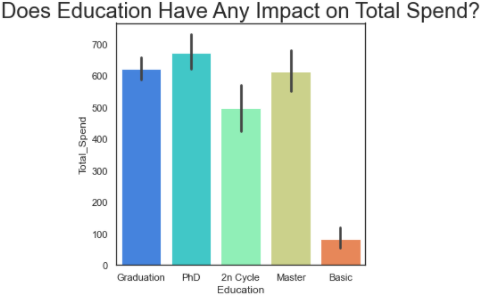 Does Education Have Any Impact on Total Spend?
700
600
500
400
300
200
100
0
Total_Spend
Graduation PhD 2n Cycle Master Basic
Education